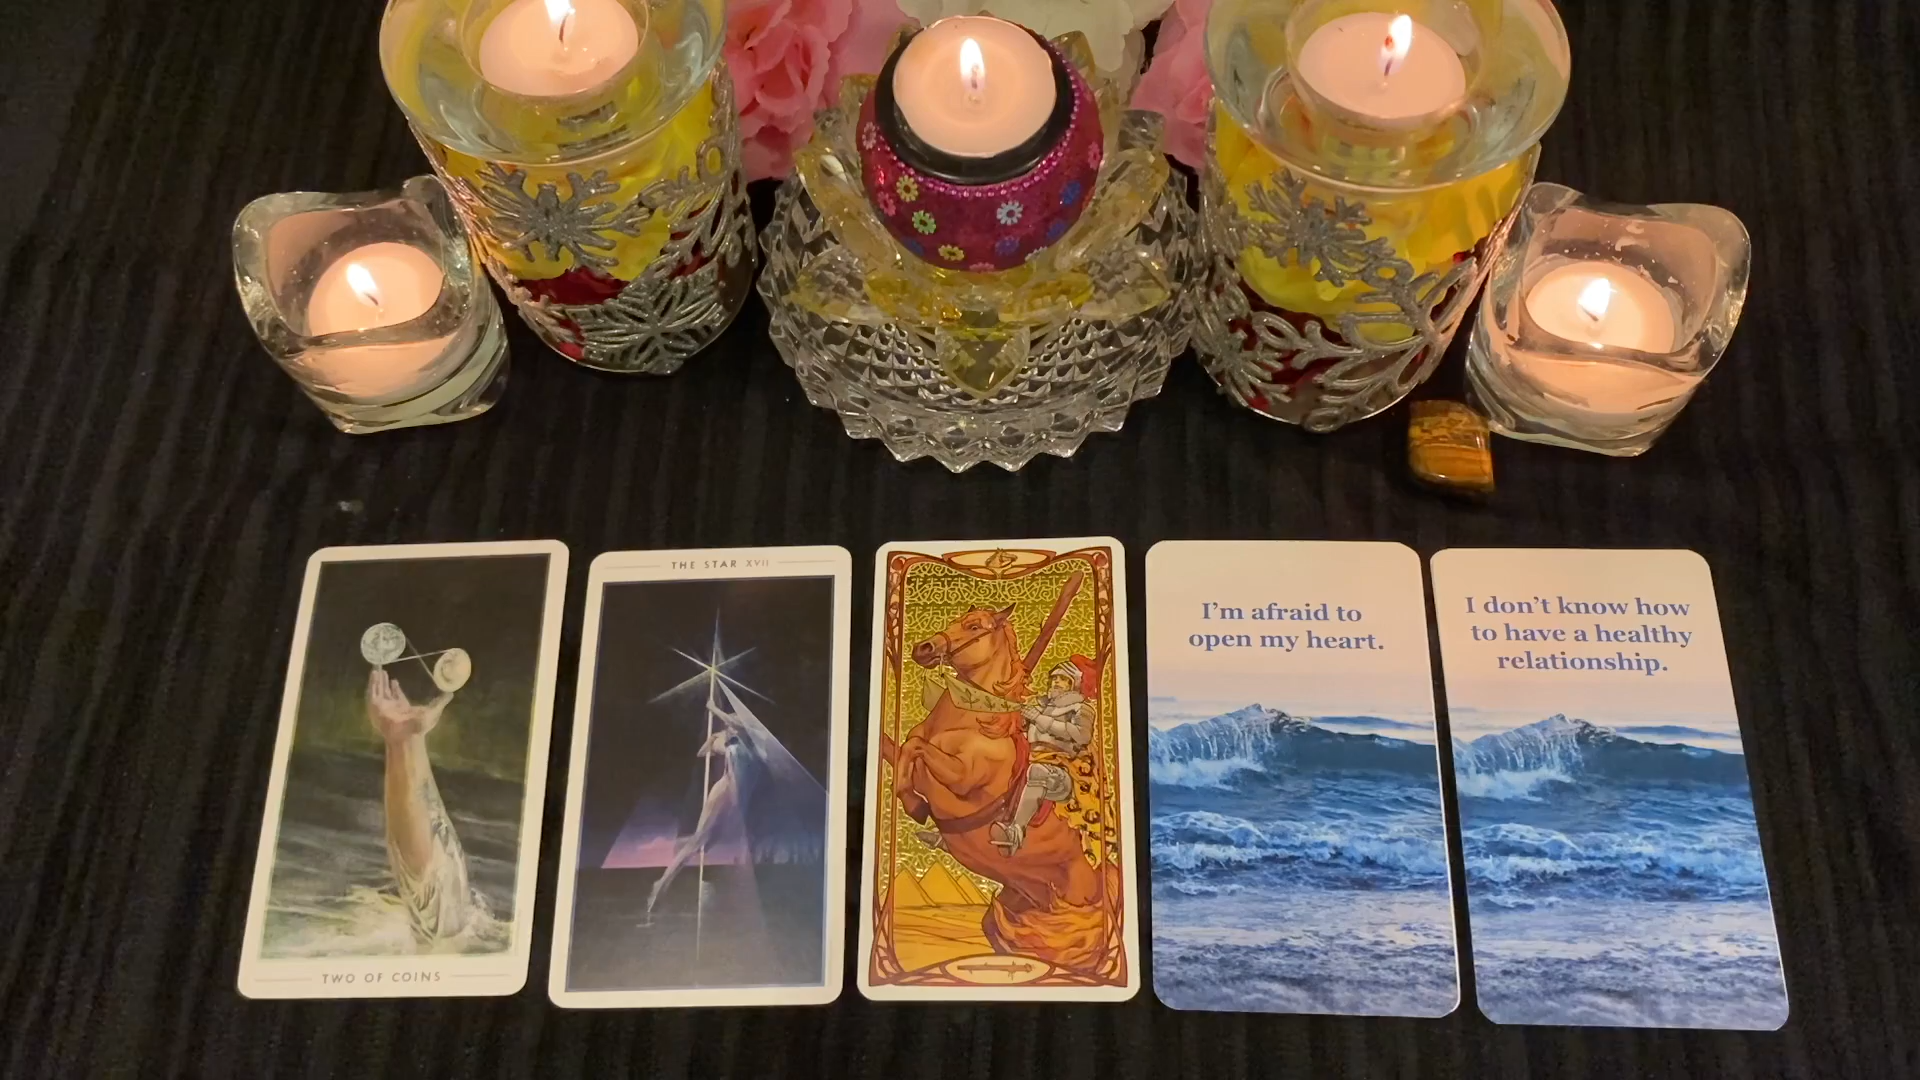 TWO OF COINS
THE STAR XVII
I'm afraid to
open my heart.
I don't know how
to have a healthy
relationship.